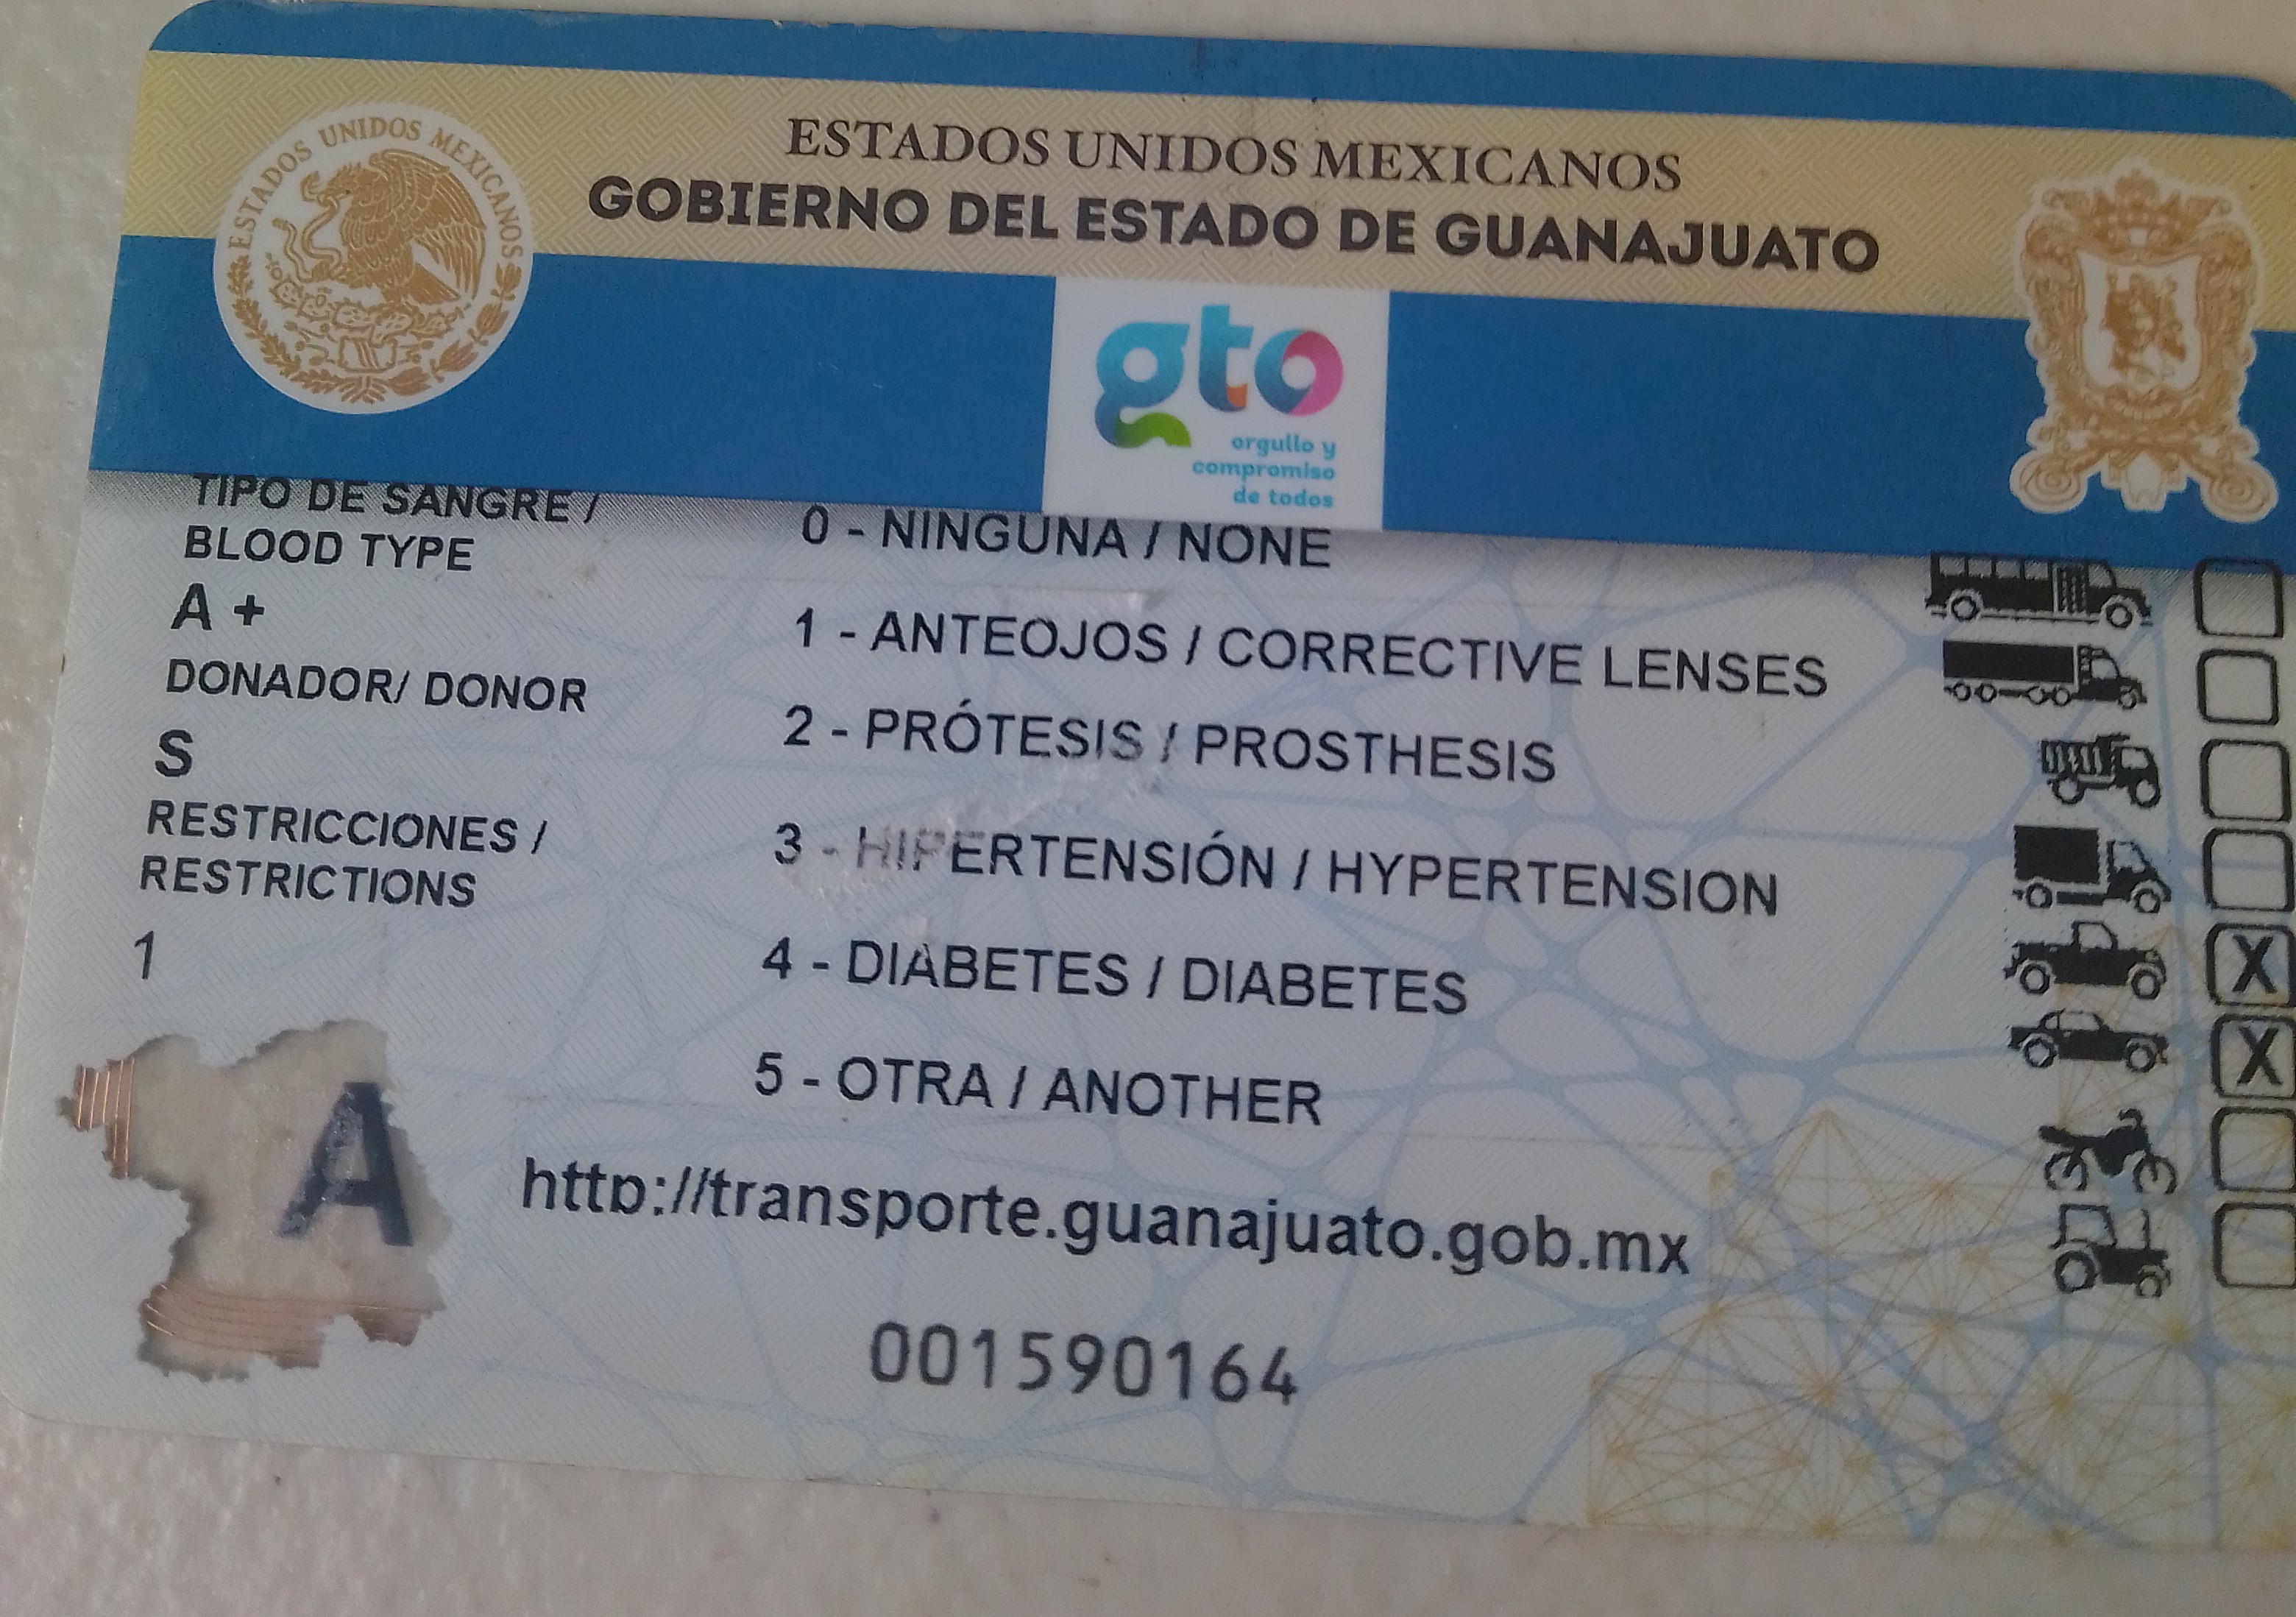 ESTADOS UNIDOS MEXICANOS
ESTADOS UNIDOS MEXICANOS
GOBIERNO DEL ESTADO DE GUANAJUATO
gto
orgullo y
compromiso
de todos
TIPO DE SANGRE /
BLOOD TYPE
A +
DONADOR/ DONOR
S
RESTRICCIONES /
RESTRICTIONS
1
A
0 - NINGUNA / NONE
1 - ANTEOJOS / CORRECTIVE LENSES
2 - PRÓTESIS / PROSTHESIS
3 - HIPERTENSIÓN / HYPERTENSION
4 - DIABETES / DIABETES
5 - OTRA / ANOTHER
X
X
http://transporte.guanajuato.gob.mx
001590164